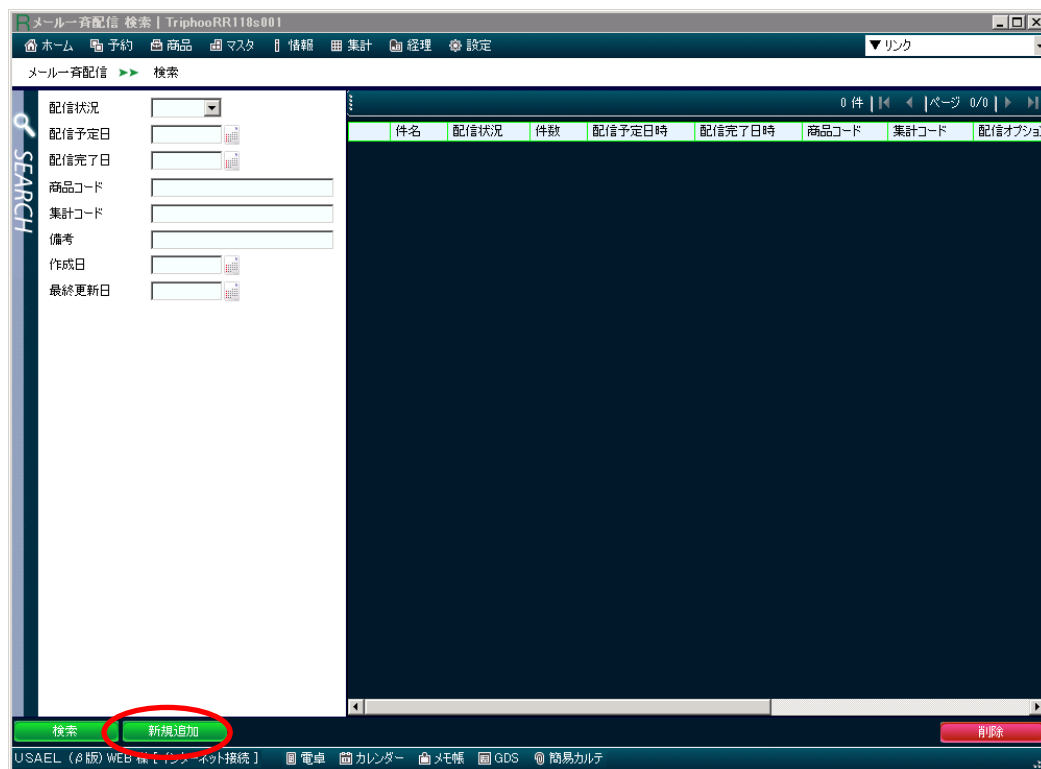 メール一斉配信 検索 | TriphooRR118s001
ホーム 予約 商品 マスタ 情報 集計 経理 設定 ▼ リンク
メール一斉配信 ►► 検索
SEARCH
配信状況
配信予定日
配信完了日
商品コード
集計コード
備考
作成日
最終更新日
0 件 | ページ 0/0 |
件名 配信状況 件数 配信予定日時 配信完了日時 商品コード 集計コード 配信オプション
検索 新規追加 削除
USAEL (β版) WEB 様 [ インターネット接続 ] 電卓 カレンダー メモ帳 GDS 簡易カルテ